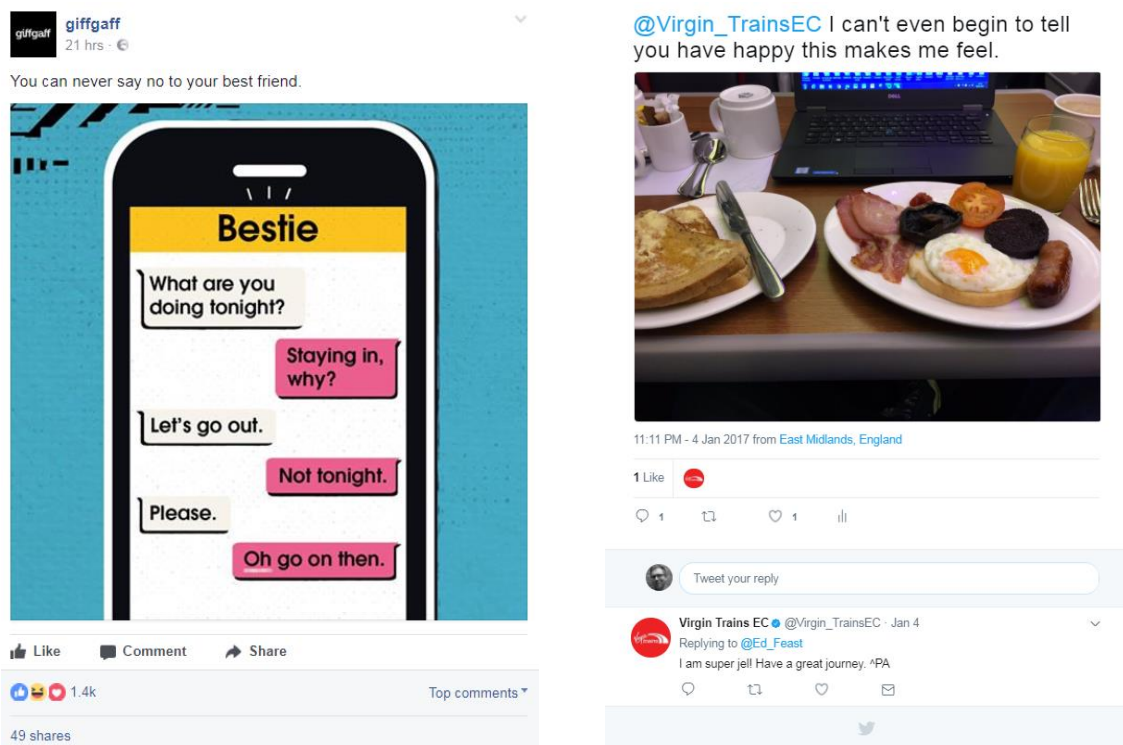 giffgaff
giffgaff
21 hrs ·
You can never say no to your best friend.
Bestie
What are you
doing tonight?
Staying in,
why?
Let's go out.
Not tonight.
Please.
Oh go on then.
Like Comment Share
1.4k Top comments
49 shares
@Virgin_TrainsEC I can't even begin to tell
you have happy this makes me feel.
DELL
11:11 PM - 4 Jan 2017 from East Midlands, England
1 Like
1 1
Tweet your reply
Virgin Trains EC @Virgin_TrainsEC · Jan 4
Replying to @Ed_Feast
I am super jel! Have a great journey. ^PA